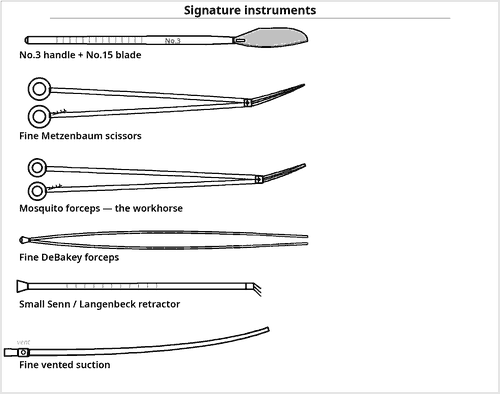 Signature instruments
No.3
No.3 handle + No.15 blade
Fine Metzenbaum scissors
Mosquito forceps — the workhorse
Fine DeBakey forceps
Small Senn / Langenbeck retractor
vent
Fine vented suction